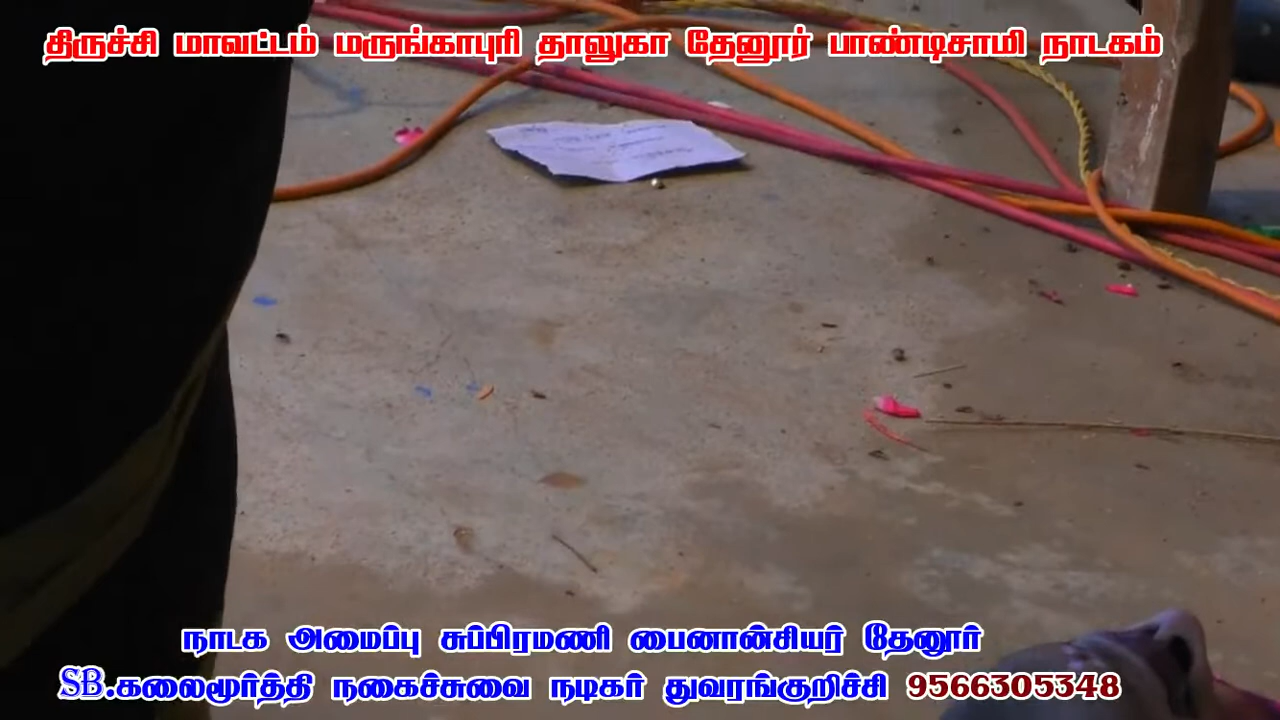 திருச்சி மாவட்டம் மருங்காபுரி தாலுகா தேனூர் பாண்டிசாமி நாடகம்
நாடக அமைப்பு சுப்பிரமணி பைனான்சியர் தேனூர்
SB.கலைமூர்த்தி நகைச்சுவை நடிகர் துவரங்குறிச்சி 9566305348